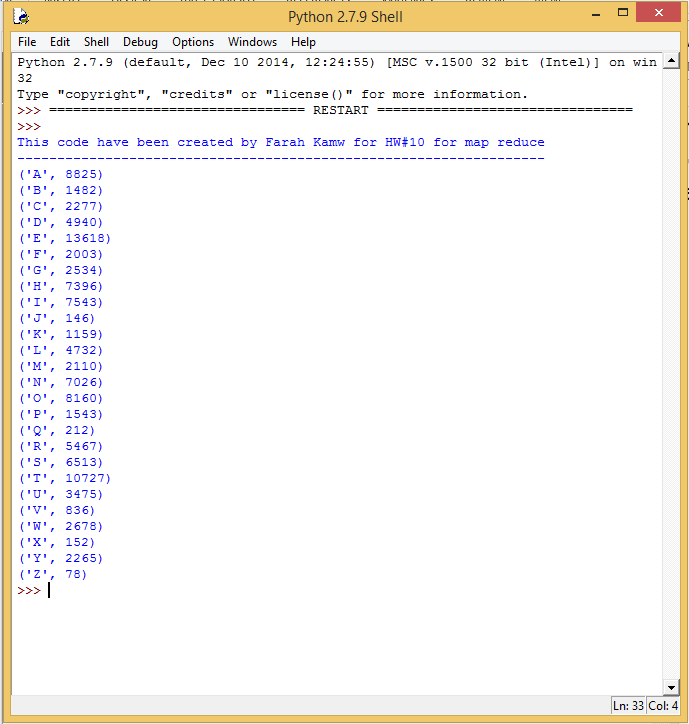 Python 2.7.9 Shell
File Edit Shell Debug Options Windows Help
Python 2.7.9 (default, Dec 10 2014, 12:24:55) [MSC v.1500 32 bit (Intel)] on win
32
Type "copyright", "credits" or "license()" for more information.
>>> ================================ RESTART ================================
>>>
This code have been created by Farah Kamw for HW#10 for map reduce
------------------------------------------------------------------
('A', 8825)
('B', 1482)
('C', 2277)
('D', 4940)
('E', 13618)
('F', 2003)
('G', 2534)
('H', 7396)
('I', 7543)
('J', 146)
('K', 1159)
('L', 4732)
('M', 2110)
('N', 7026)
('O', 8160)
('P', 1543)
('Q', 212)
('R', 5467)
('S', 6513)
('T', 10727)
('U', 3475)
('V', 836)
('W', 2678)
('X', 152)
('Y', 2265)
('Z', 78)
>>>
Ln: 33 Col: 4